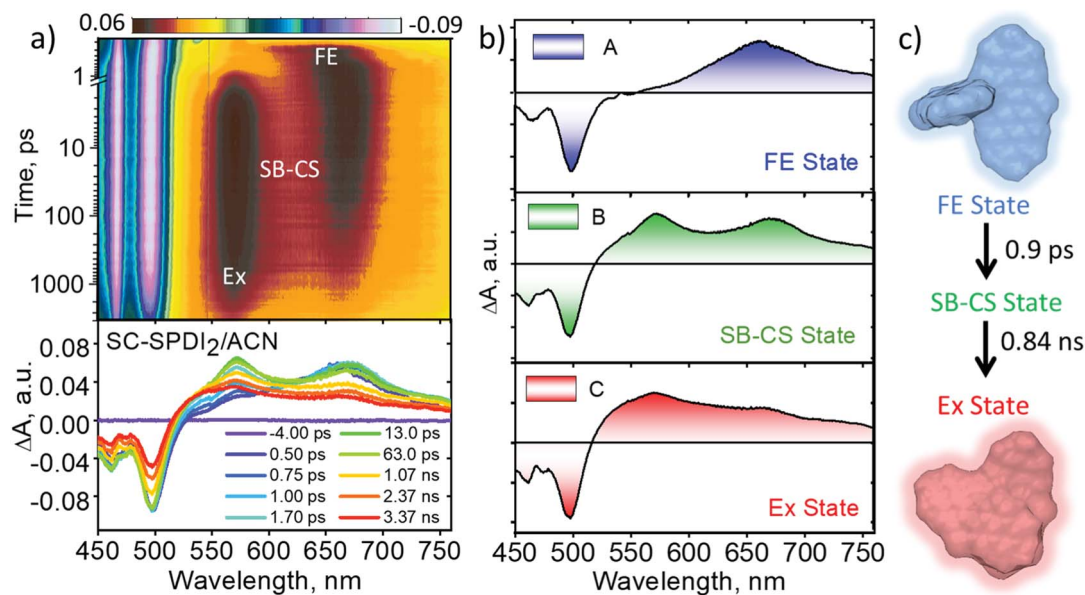 a)
0.06
-0.09
FE
SB-CS
Ex
Time, ps
1
10
100
1000
SC-SPDI₂/ACN
ΔA, a.u.
0.08
0.04
0.00
-0.04
-0.08
-4.00 ps
0.50 ps
0.75 ps
1.00 ps
1.70 ps
13.0 ps
63.0 ps
1.07 ns
2.37 ns
3.37 ns
450 500 550 600 650 700 750
Wavelength, nm
b)
A
FE State
B
SB-CS State
C
Ex State
ΔA, a.u.
450 500 550 600 650 700 750
Wavelength, nm
c)
FE State
0.9 ps
SB-CS State
0.84 ns
Ex State